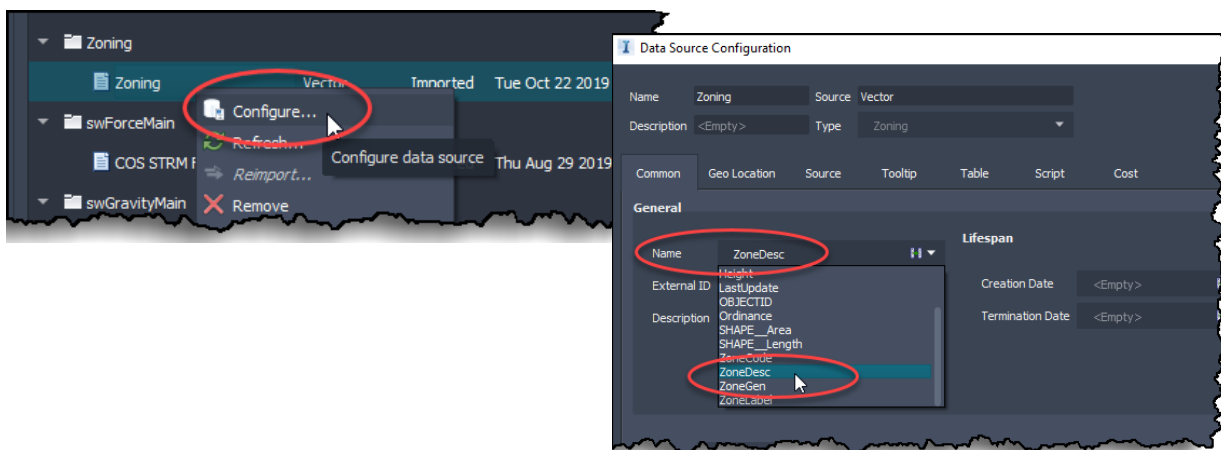 Zoning
Zoning Vector Imported Tue Oct 22 2019
Configure...
swForceMain
Refresh...
Configure data source
COS STRM Thu Aug 29 2019
Reimport...
swGravityMain
Remove
Data Source Configuration
Name Zoning Source Vector
Description <Empty> Type Zoning
Common Geo Location Source Tooltip Table Script Cost
General
Name ZoneDesc
Lifespan
External ID
Description
Creation Date <Empty>
Termination Date <Empty>
Height
LastUpdate
OBJECTID
Ordinance
SHAPE__Area
SHAPE__Length
ZoneCode
ZoneDesc
ZoneGen
ZoneLabel